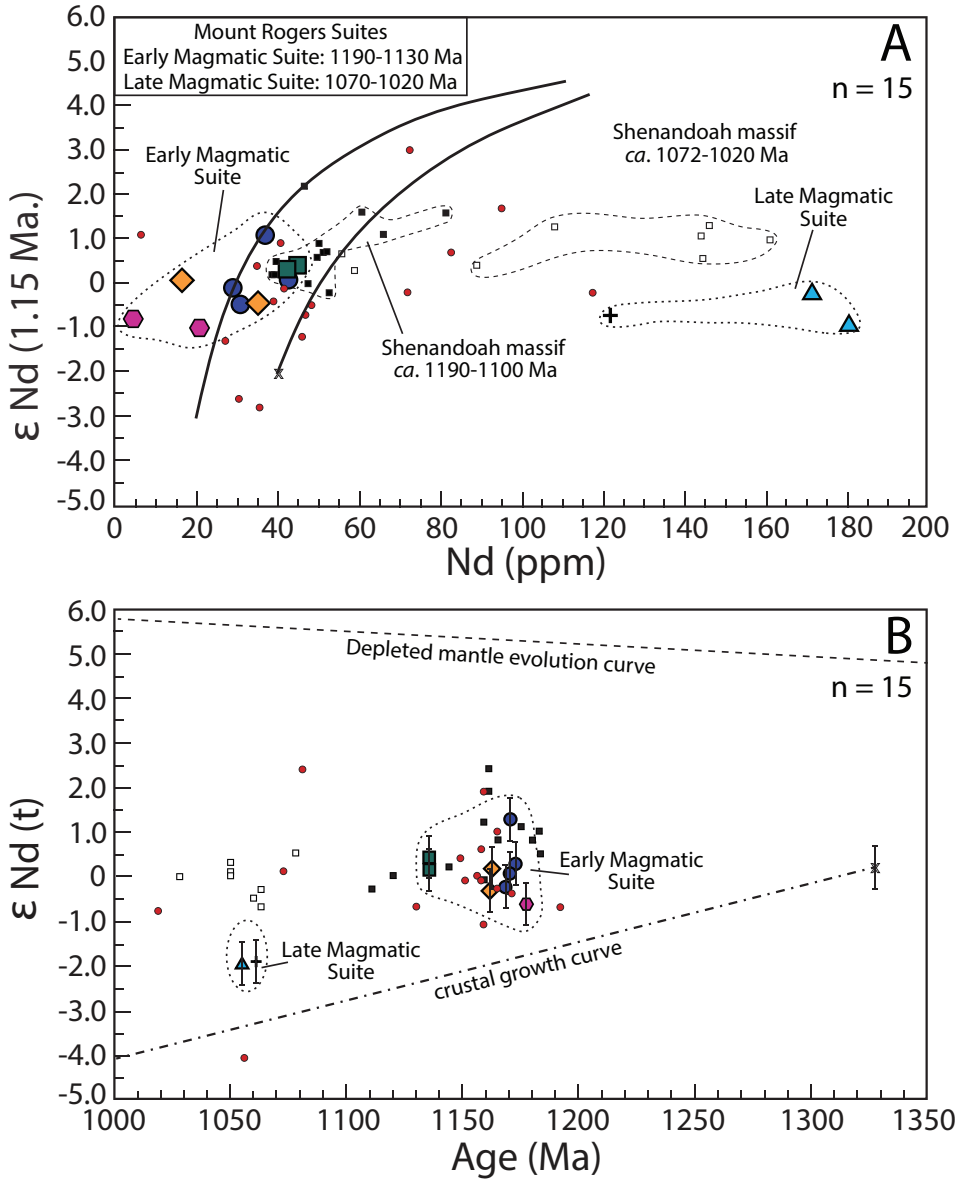 6.0
5.0
4.0
3.0
2.0
1.0
0
-1.0
-2.0
-3.0
-4.0
-5.0
ε Nd (1.15 Ma.)
Mount Rogers Suites
Early Magmatic Suite: 1190-1130 Ma
Late Magmatic Suite: 1070-1020 Ma
A
n = 15
Early Magmatic
Suite
Shenandoah massif
ca. 1072-1020 Ma
Late Magmatic
Suite
Shenandoah massif
ca. 1190-1100 Ma
0 20 40 60 80 100 120 140 160 180 200
Nd (ppm)
6.0
5.0
4.0
3.0
2.0
1.0
0
-1.0
-2.0
-3.0
-4.0
-5.0
ε Nd (t)
B
n = 15
Depleted mantle evolution curve
Early Magmatic
Suite
Late Magmatic
Suite
crustal growth curve
1000 1050 1100 1150 1200 1250 1300 1350
Age (Ma)